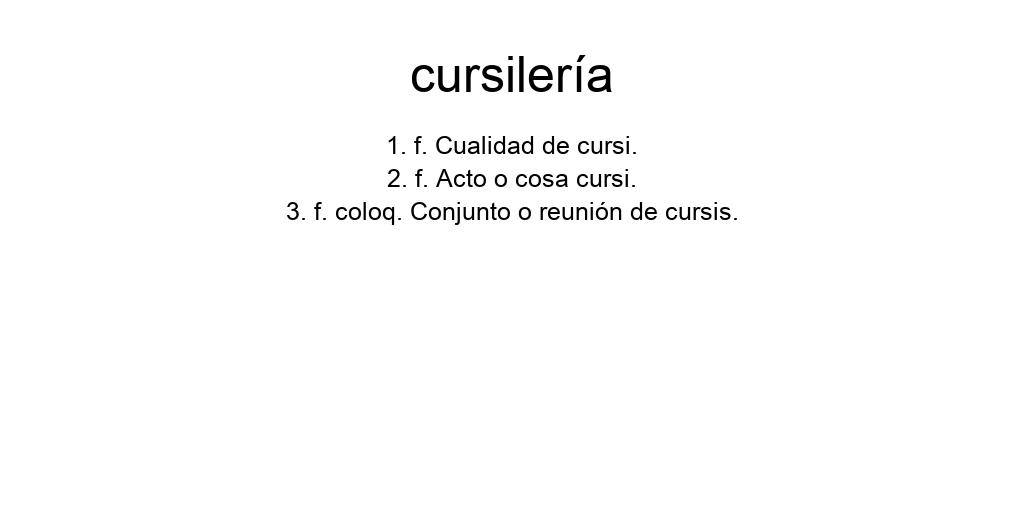 cursilería
1. f. Cualidad de cursi.
2. f. Acto o cosa cursi.
3. f. coloq. Conjunto o reunión de cursis.